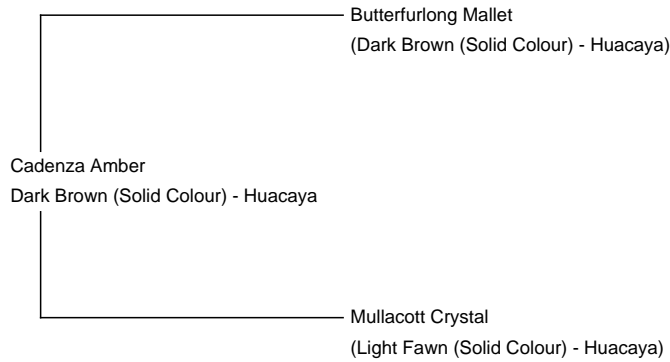 Butterfurlong Mallet
(Dark Brown (Solid Colour) - Huacaya)
Cadenza Amber
Dark Brown (Solid Colour) - Huacaya
Mullacott Crystal
(Light Fawn (Solid Colour) - Huacaya)